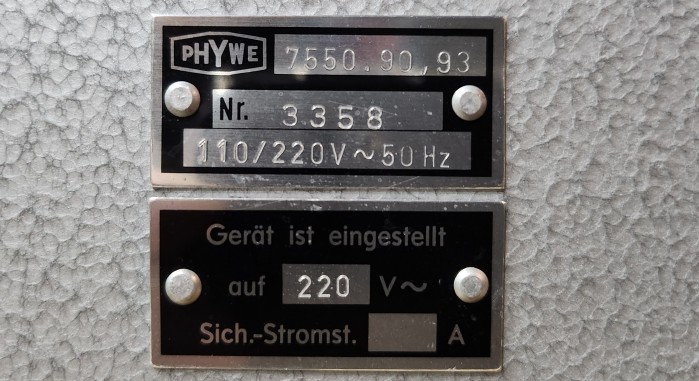 PHYWE 7550.90,93
Nr. 3358
110/220V~50Hz
Gerät ist eingestellt
auf 220 V~
Sich.-Stromst. A